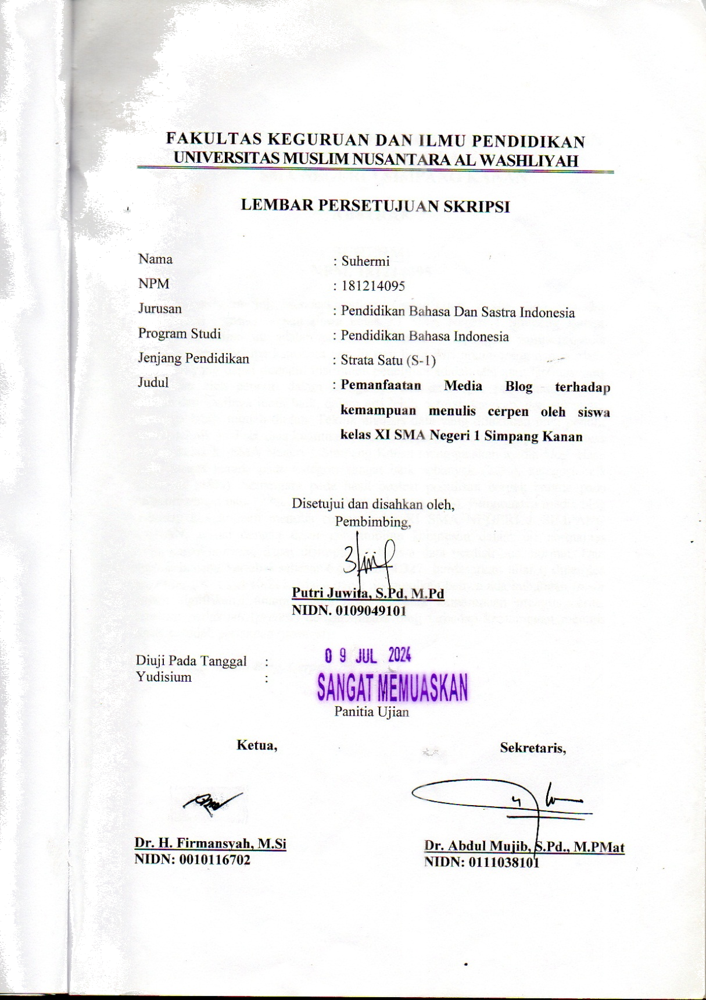 FAKULTAS KEGURUAN DAN ILMU PENDIDIKAN
UNIVERSITAS MUSLIM NUSANTARA AL WASHLIYAH
LEMBAR PERSETUJUAN SKRIPSI
Nama : Suhermi
NPM : 181214095
Jurusan : Pendidikan Bahasa Dan Sastra Indonesia
Program Studi : Pendidikan Bahasa Indonesia
Jenjang Pendidikan : Strata Satu (S-1)
Judul : Pemanfaatan Media Blog terhadap
kemampuan menulis cerpen oleh siswa
kelas XI SMA Negeri 1 Simpang Kanan
Disetujui dan disahkan oleh,
Pembimbing,
Putri Juwita, S.Pd, M.Pd
NIDN. 0109049101
Diuji Pada Tanggal : 09 JUL 2024
Yudisium : SANGAT MEMUASKAN
Panitia Ujian
Ketua, Sekretaris,
Dr. H. Firmansyah, M.Si Dr. Abdul Mujib, S.Pd., M.PMat
NIDN: 0010116702 NIDN: 0111038101